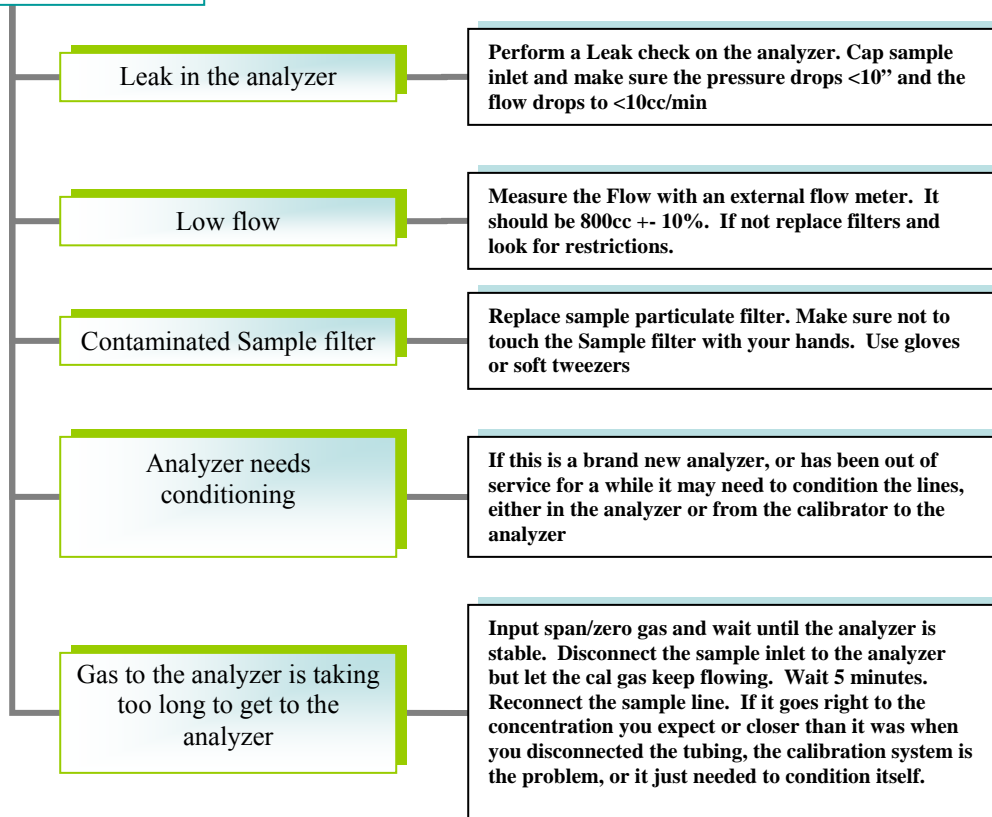 Leak in the analyzer
Perform a Leak check on the analyzer. Cap sample
inlet and make sure the pressure drops <10” and the
flow drops to <10cc/min
Low flow
Measure the Flow with an external flow meter.  It
should be 800cc +- 10%.  If not replace filters and
look for restrictions.
Contaminated Sample filter
Replace sample particulate filter. Make sure not to
touch the Sample filter with your hands.  Use gloves
or soft tweezers
Analyzer needs
conditioning
If this is a brand new analyzer, or has been out of
service for a while it may need to condition the lines,
either in the analyzer or from the calibrator to the
analyzer
Gas to the analyzer is taking
too long to get to the
analyzer
Input span/zero gas and wait until the analyzer is
stable.  Disconnect the sample inlet to the analyzer
but let the cal gas keep flowing.  Wait 5 minutes.
Reconnect the sample line.  If it goes right to the
concentration you expect or closer than it was when
you disconnected the tubing, the calibration system is
the problem, or it just needed to condition itself.